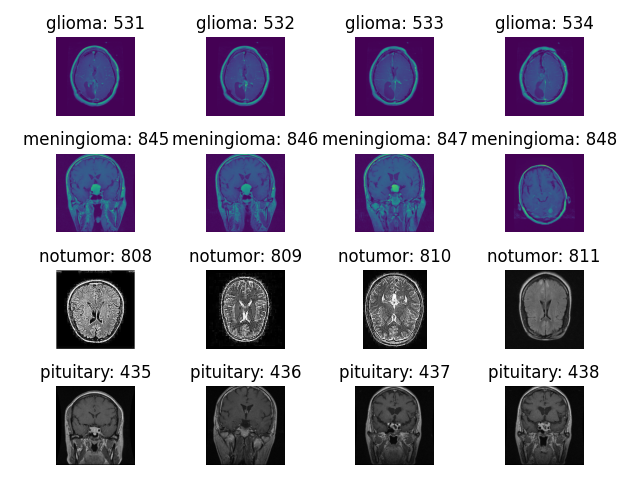 glioma: 531 glioma: 532 glioma: 533 glioma: 534
meningioma: 845 meningioma: 846 meningioma: 847 meningioma: 848
notumor: 808 notumor: 809 notumor: 810 notumor: 811
pituitary: 435 pituitary: 436 pituitary: 437 pituitary: 438